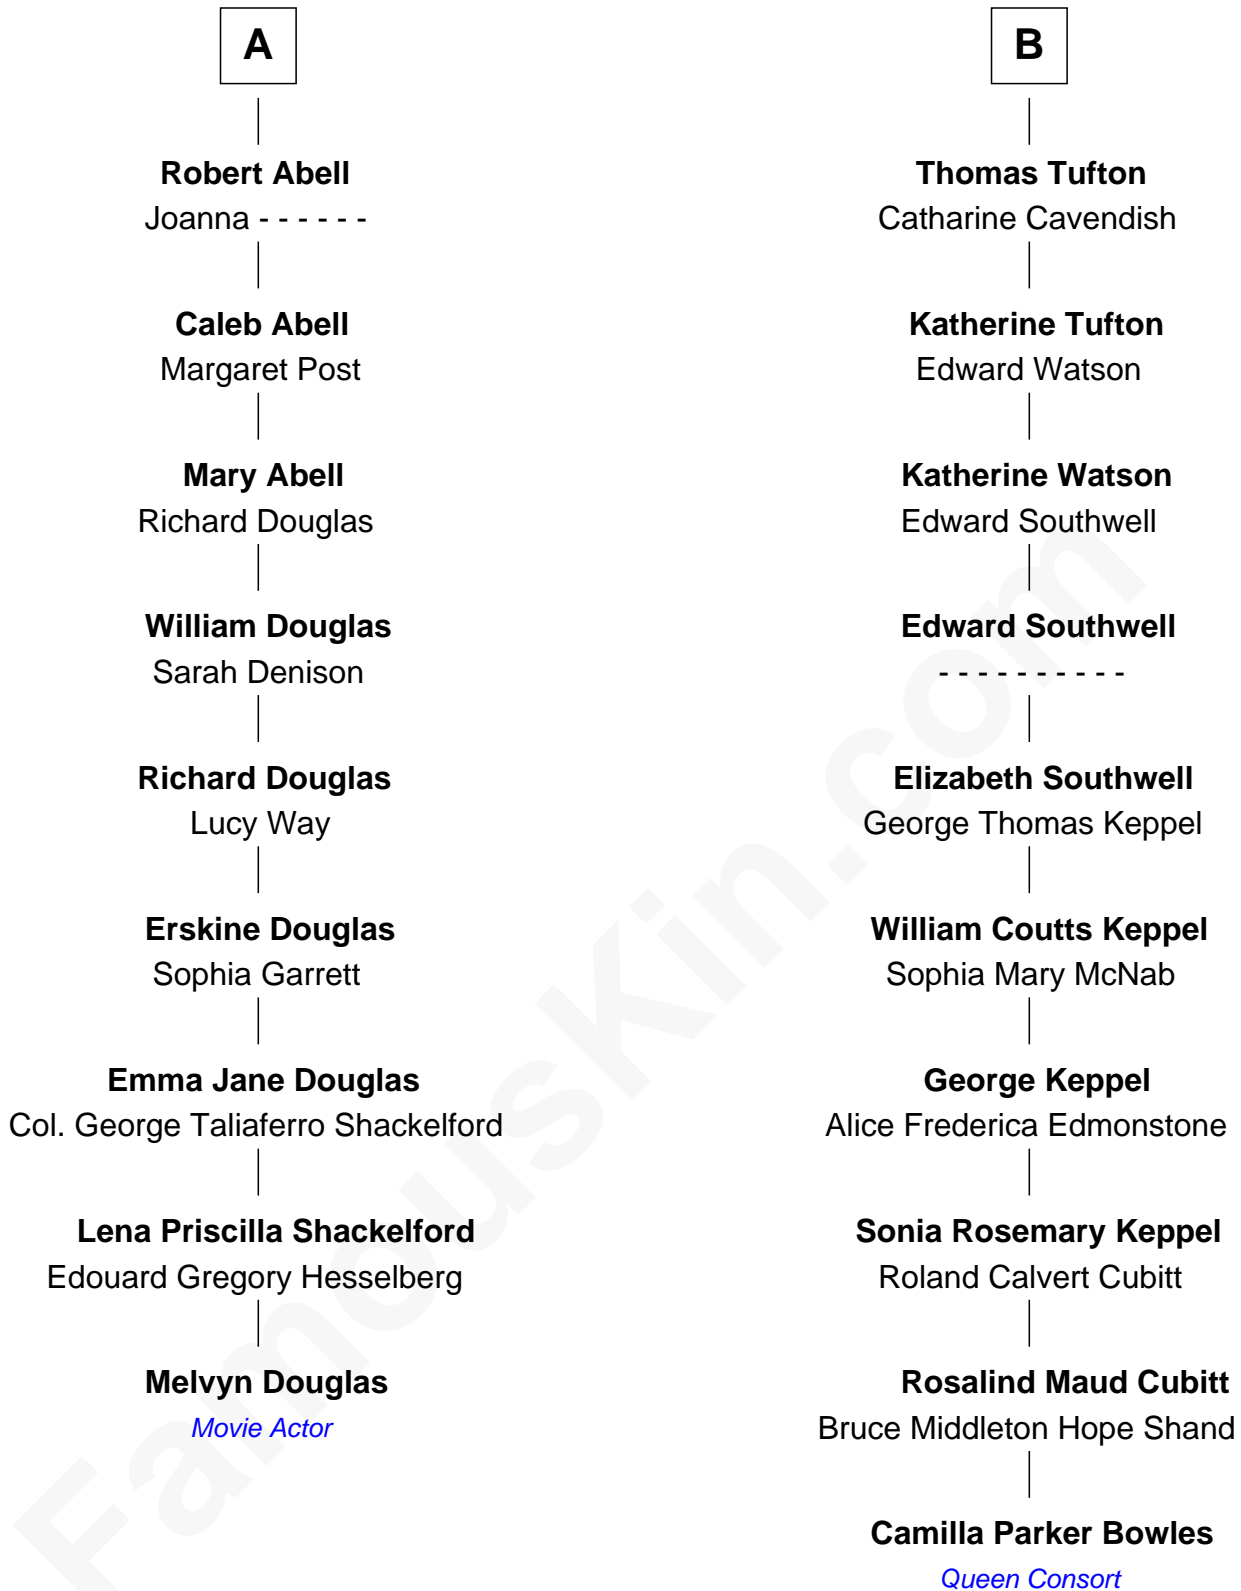 A
Robert Abell
Joanna - - - - - -
Caleb Abell
Margaret Post
Mary Abell
Richard Douglas
William Douglas
Sarah Denison
Richard Douglas
Lucy Way
Erskine Douglas
Sophia Garrett
Emma Jane Douglas
Col. George Taliaferro Shackelford
Lena Priscilla Shackelford
Edouard Gregory Hesselberg
Melvyn Douglas
Movie Actor
B
Thomas Tufton
Catharine Cavendish
Katherine Tufton
Edward Watson
Katherine Watson
Edward Southwell
Edward Southwell
- - - - - - - - - -
Elizabeth Southwell
George Thomas Keppel
William Coutts Keppel
Sophia Mary McNab
George Keppel
Alice Frederica Edmonstone
Sonia Rosemary Keppel
Roland Calvert Cubitt
Rosalind Maud Cubitt
Bruce Middleton Hope Shand
Camilla Parker Bowles
Queen Consort
FamousKin.com